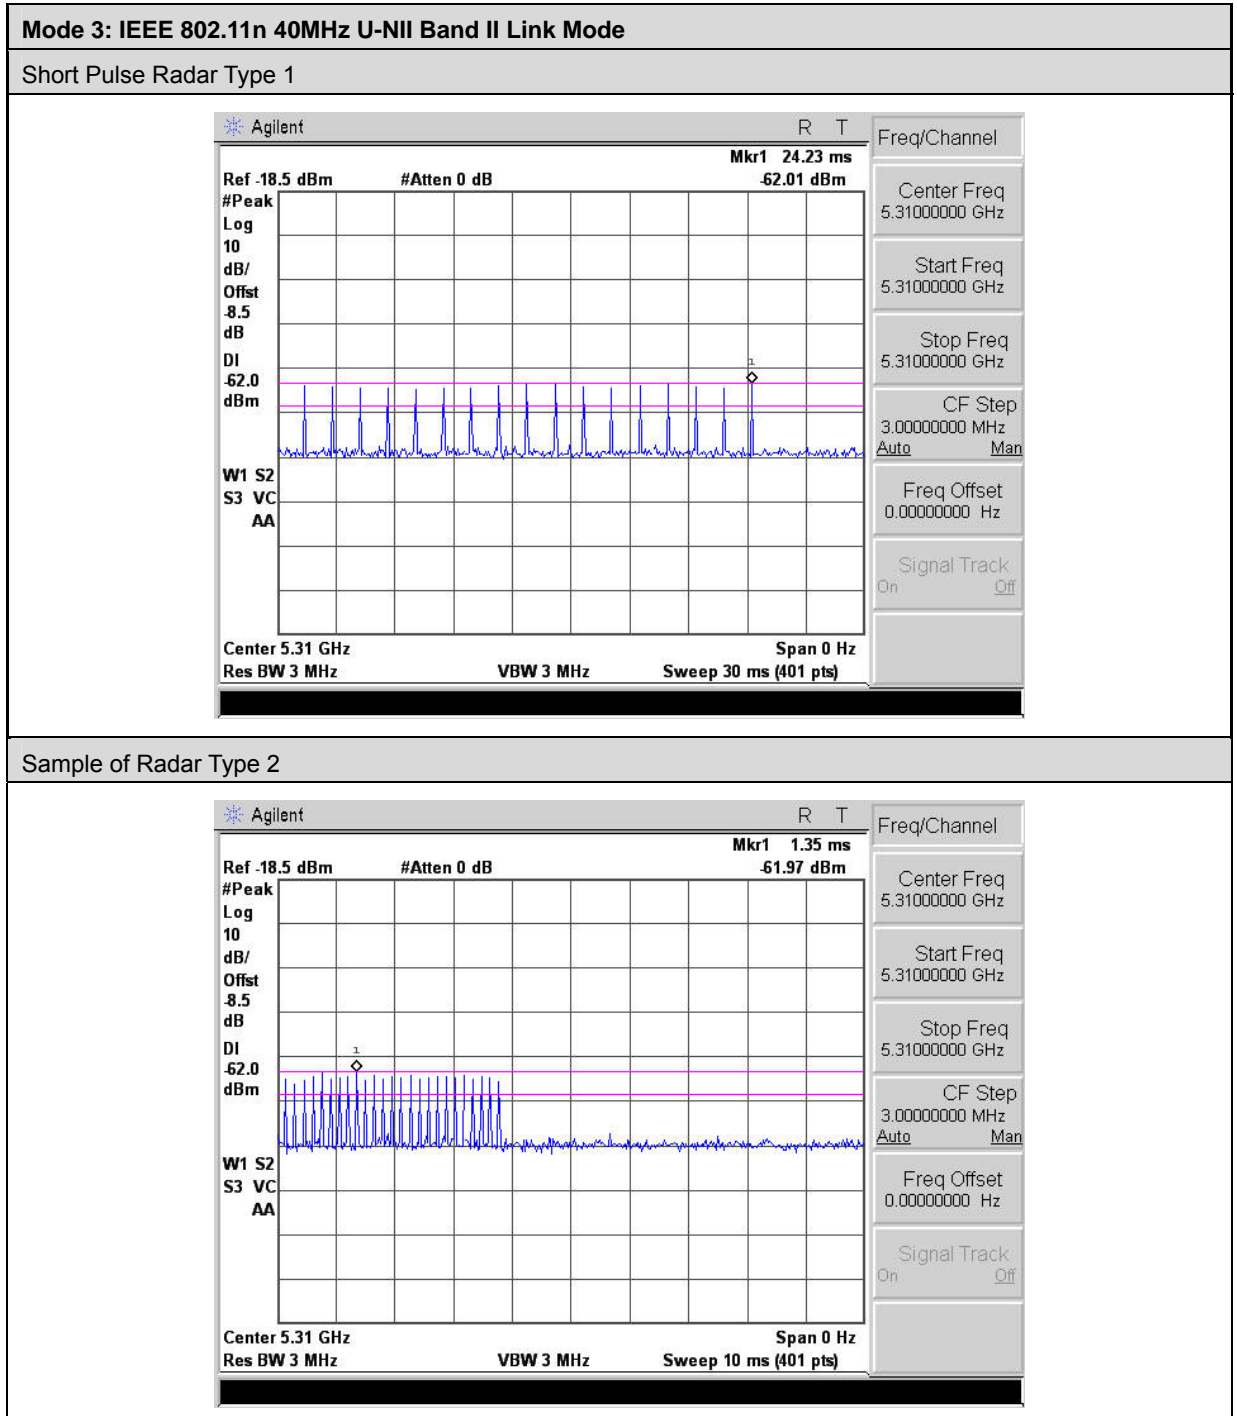 Mode 3: IEEE 802.11n 40MHz U-NII Band II Link Mode
Short Pulse Radar Type 1
Agilent
R T
Freq/Channel
Mkr1 24.23 ms
Ref -18.5 dBm #Atten 0 dB -62.01 dBm
#Peak
Log
10
dB/
Offst
-8.5
dB
DI
-62.0
dBm
1
W1 S2
S3 VC
AA
Center 5.31 GHz Span 0 Hz
Res BW 3 MHz VBW 3 MHz Sweep 30 ms (401 pts)
Center Freq
5.31000000 GHz
Start Freq
5.31000000 GHz
Stop Freq
5.31000000 GHz
CF Step
3.00000000 MHz
Auto Man
Freq Offset
0.00000000 Hz
Signal Track
On Off
Sample of Radar Type 2
Agilent
R T
Freq/Channel
Mkr1 1.35 ms
Ref -18.5 dBm #Atten 0 dB -61.97 dBm
#Peak
Log
10
dB/
Offst
-8.5
dB
DI
-62.0
dBm
1
W1 S2
S3 VC
AA
Center 5.31 GHz Span 0 Hz
Res BW 3 MHz VBW 3 MHz Sweep 10 ms (401 pts)
Center Freq
5.31000000 GHz
Start Freq
5.31000000 GHz
Stop Freq
5.31000000 GHz
CF Step
3.00000000 MHz
Auto Man
Freq Offset
0.00000000 Hz
Signal Track
On Off